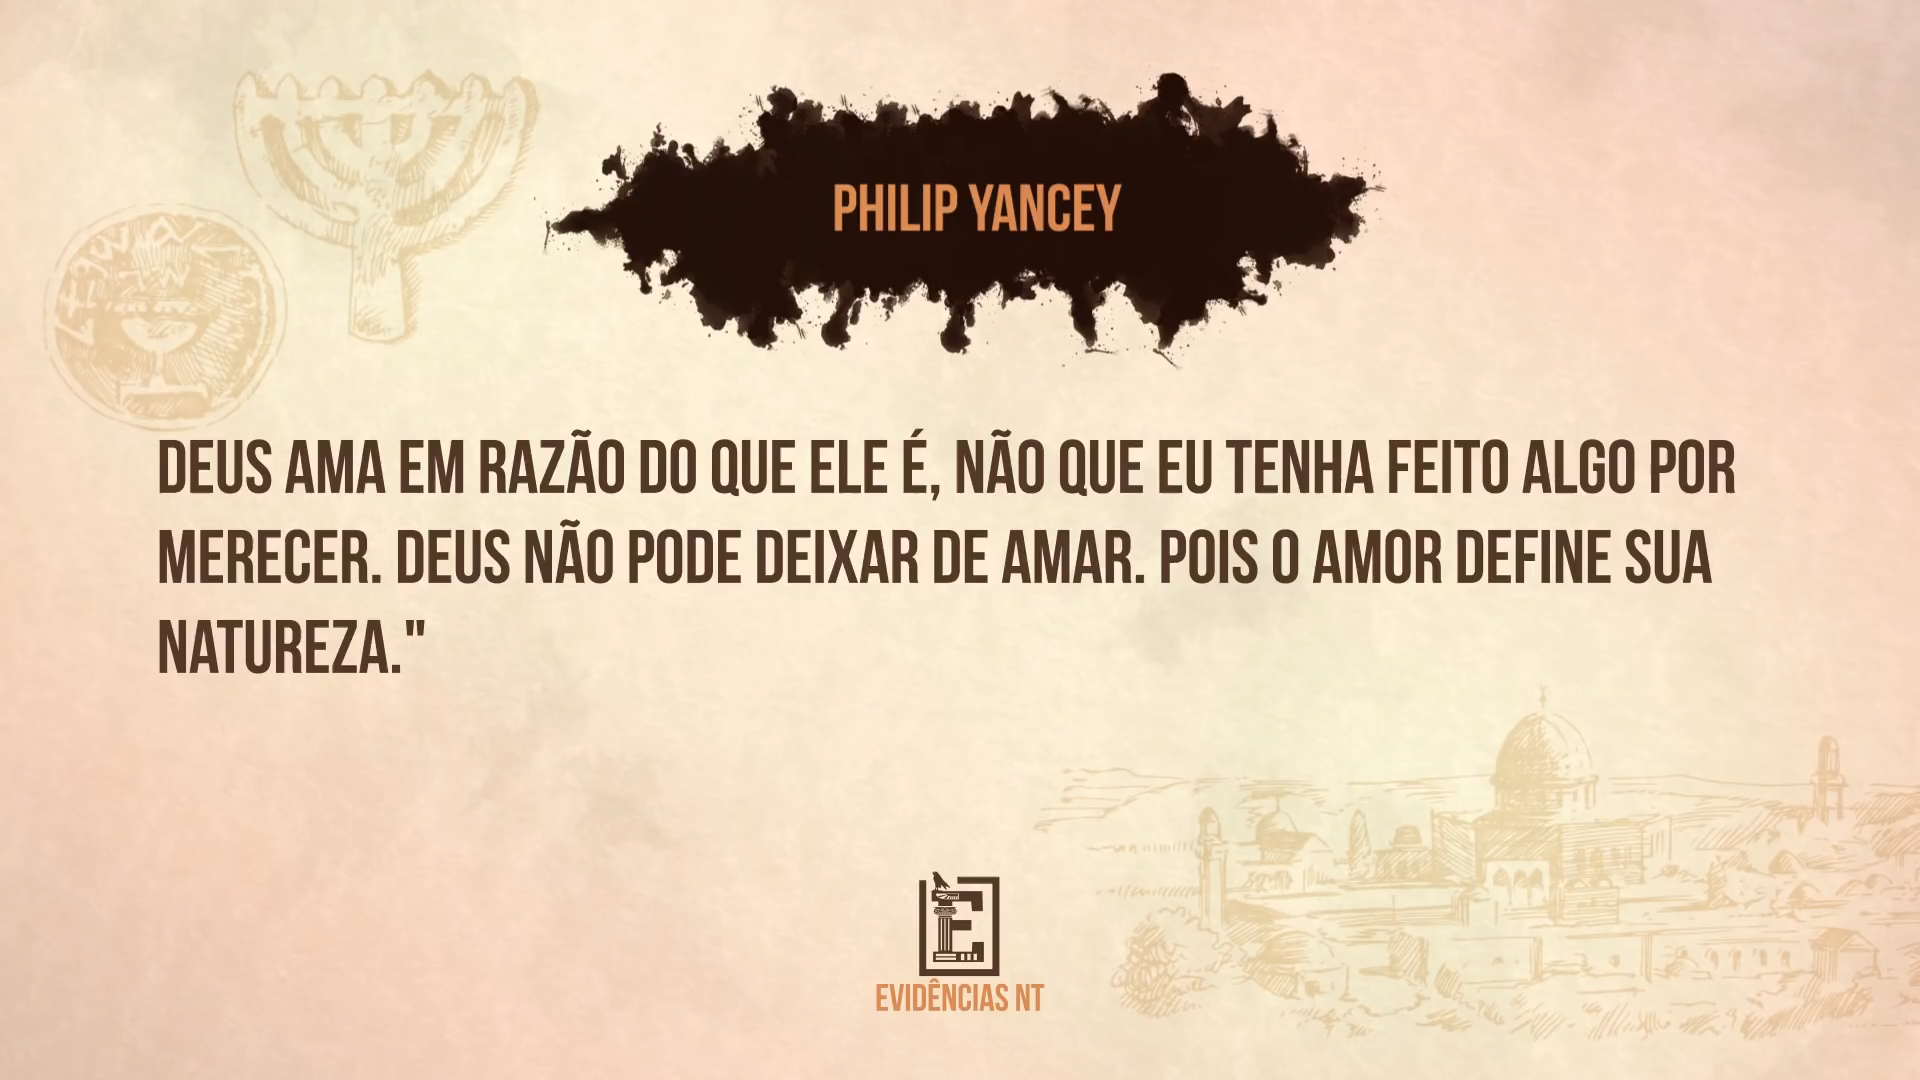 PHILIP YANCEY
DEUS AMA EM RAZÃO DO QUE ELE É, NÃO QUE EU TENHA FEITO ALGO POR
MERECER. DEUS NÃO PODE DEIXAR DE AMAR. POIS O AMOR DEFINE SUA
NATUREZA."
E
EVIDÊNCIAS NT